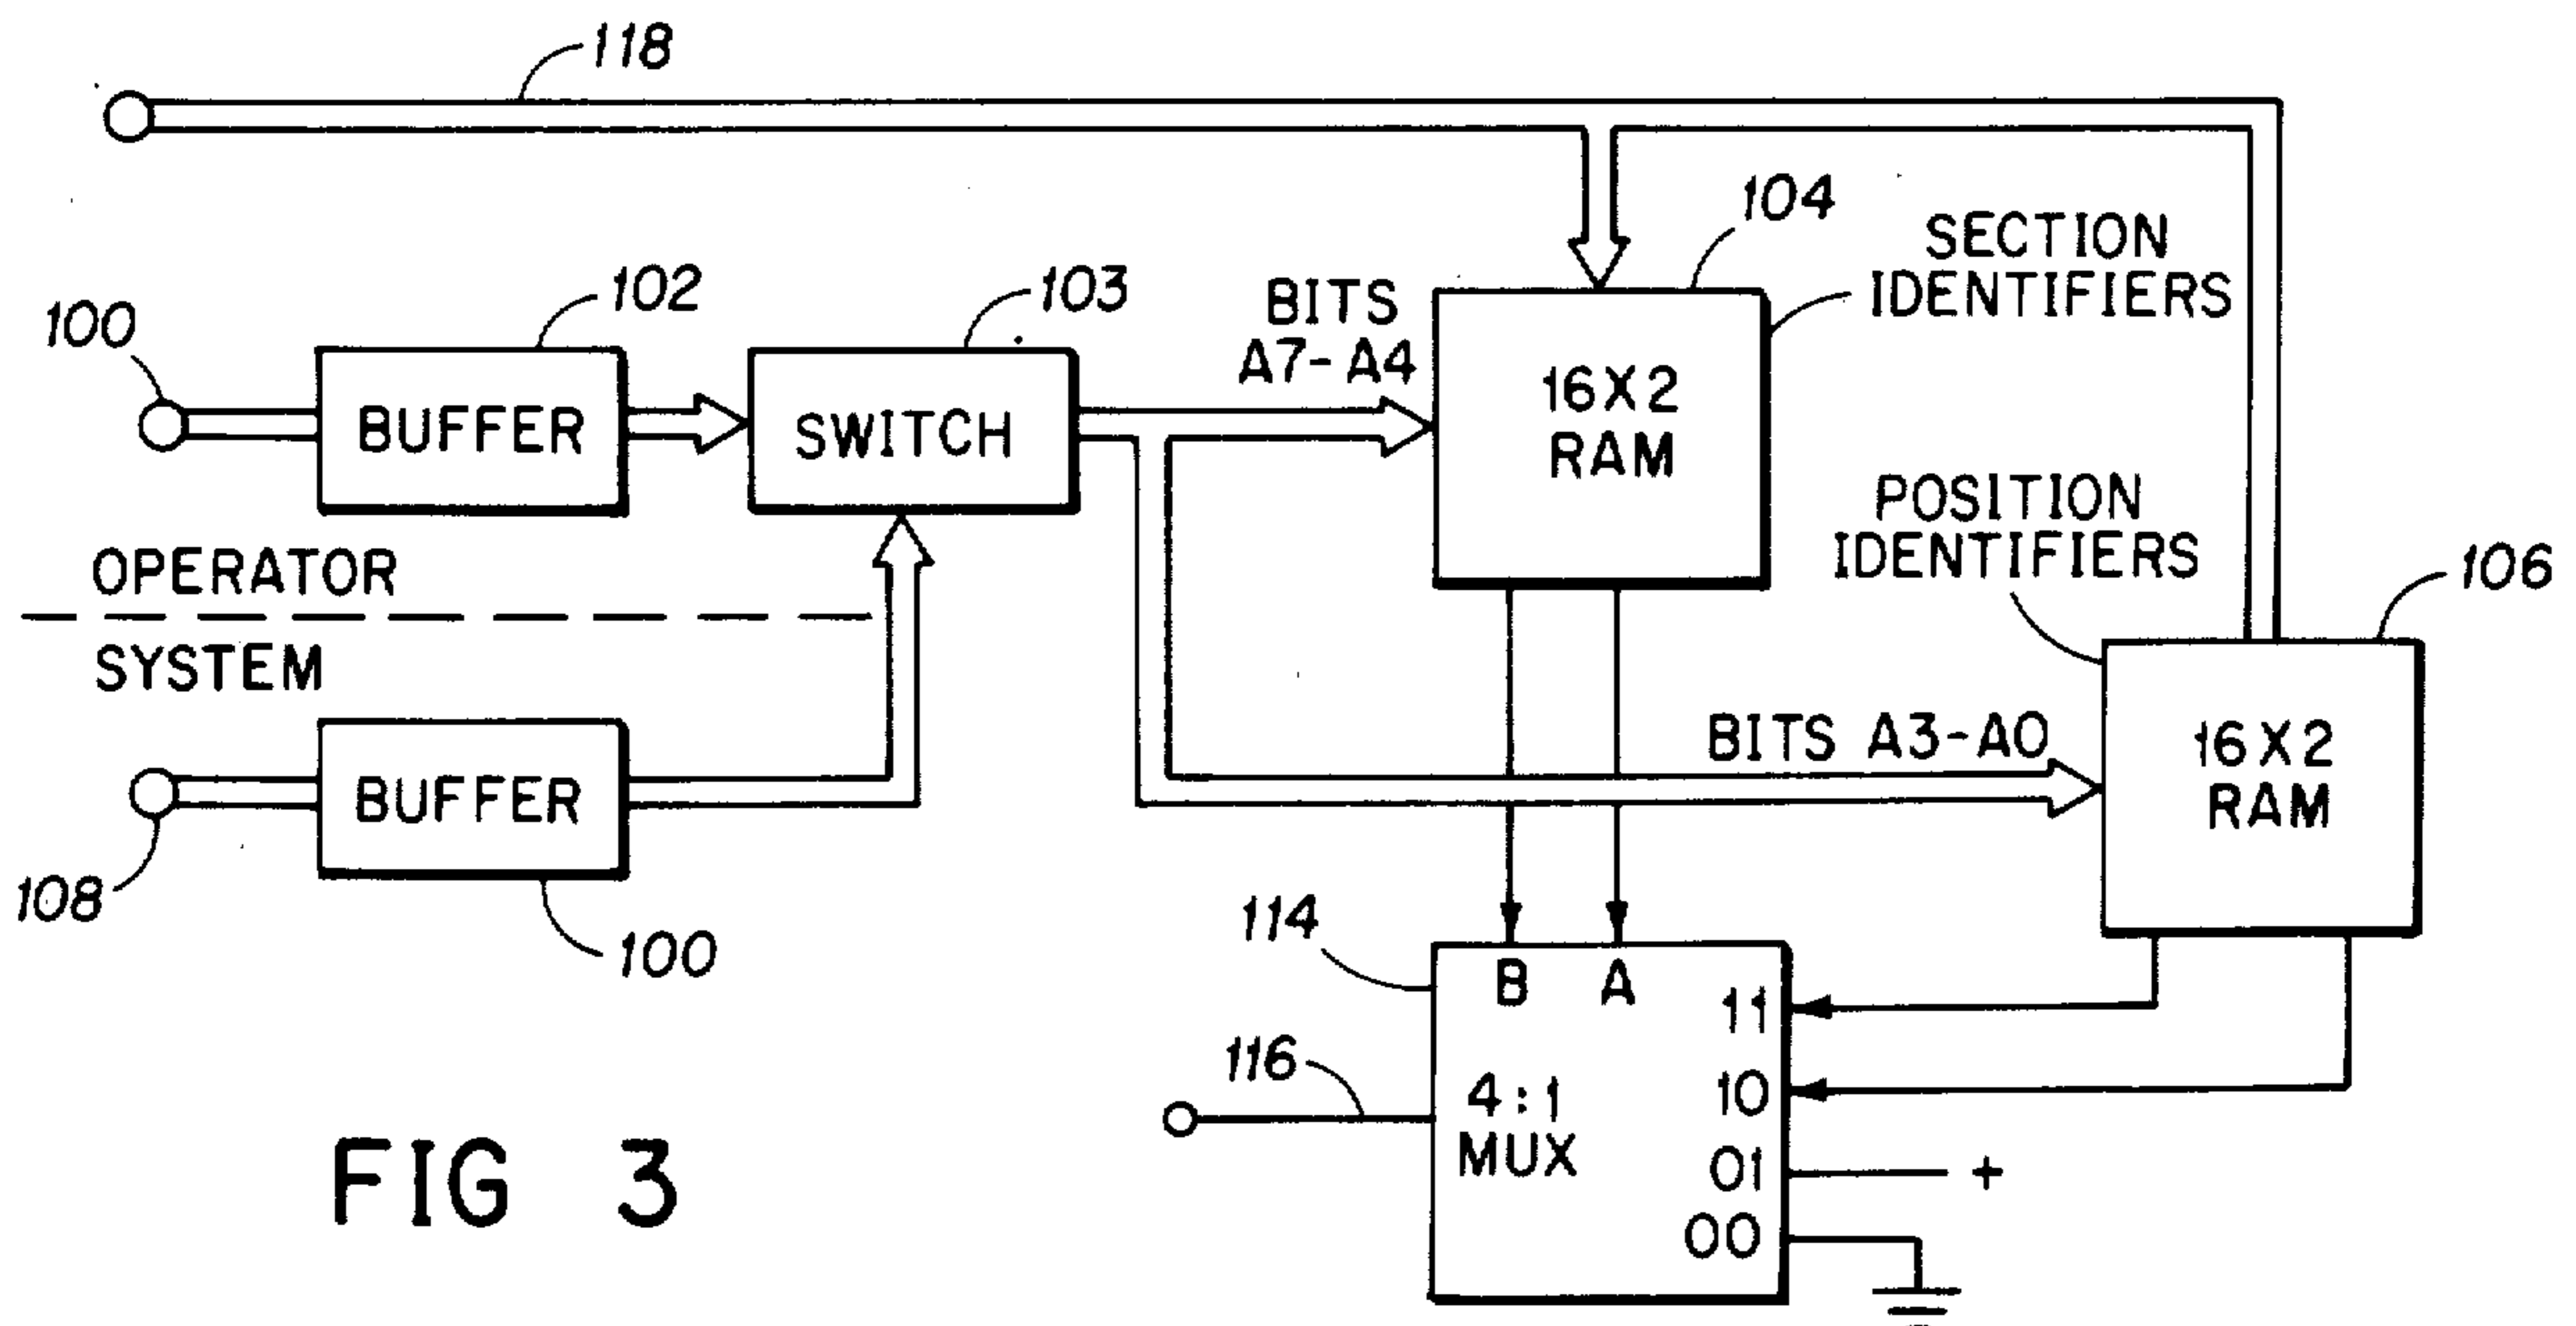 118
104
SECTION
IDENTIFIERS
100
102
103
BITS
A7-A4
BUFFER
SWITCH
16X2
RAM
POSITION
IDENTIFIERS
106
OPERATOR
SYSTEM
BITS A3-A0
16X2
RAM
BUFFER
108
100
114
B A
11
116
4:1
MUX
10
01 +
00
FIG 3